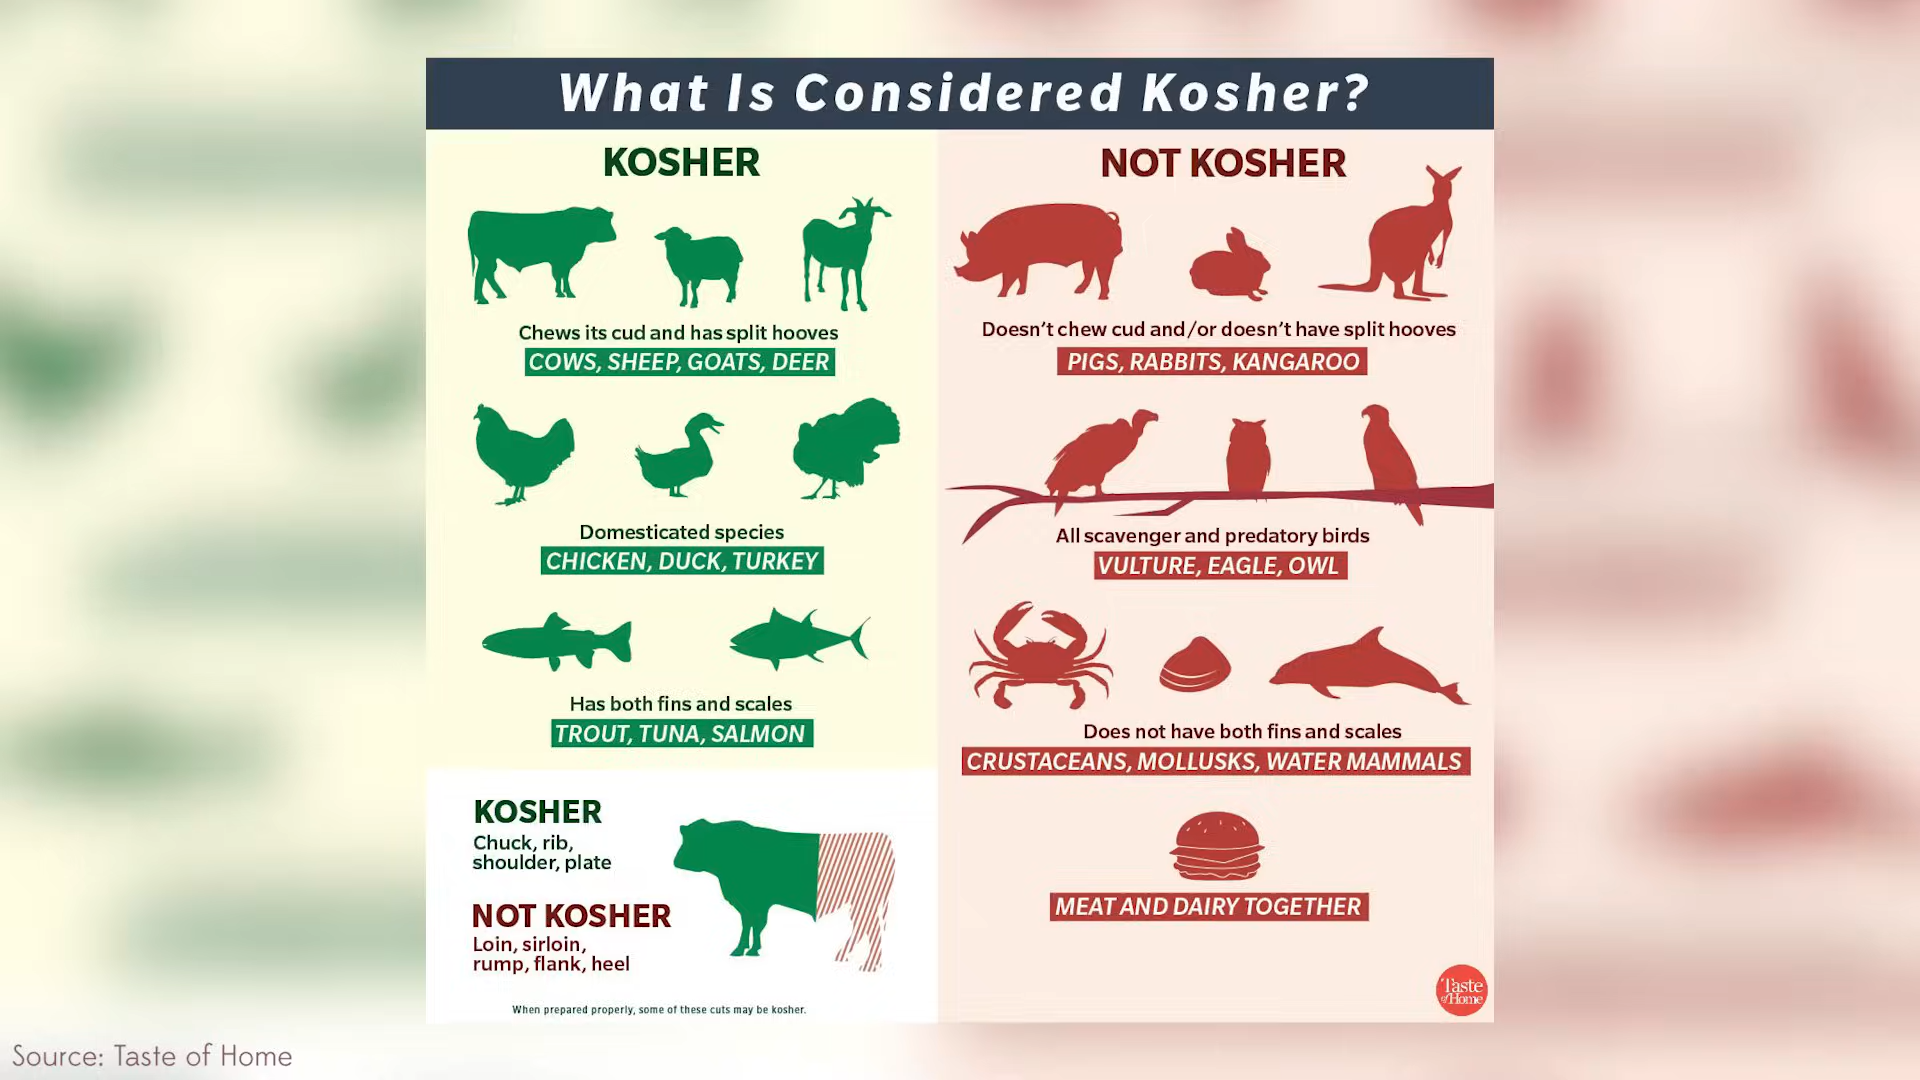 What Is Considered Kosher?
KOSHER
Chews its cud and has split hooves
COWS, SHEEP, GOATS, DEER
Domesticated species
CHICKEN, DUCK, TURKEY
Has both fins and scales
TROUT, TUNA, SALMON
KOSHER
Chuck, rib,
shoulder, plate
NOT KOSHER
Loin, sirloin,
rump, flank, heel
When prepared properly, some of these cuts may be kosher.
NOT KOSHER
Doesn't chew cud and/or doesn't have split hooves
PIGS, RABBITS, KANGAROO
All scavenger and predatory birds
VULTURE, EAGLE, OWL
Does not have both fins and scales
CRUSTACEANS, MOLLUSKS, WATER MAMMALS
MEAT AND DAIRY TOGETHER
Taste
of Home
Source: Taste of Home